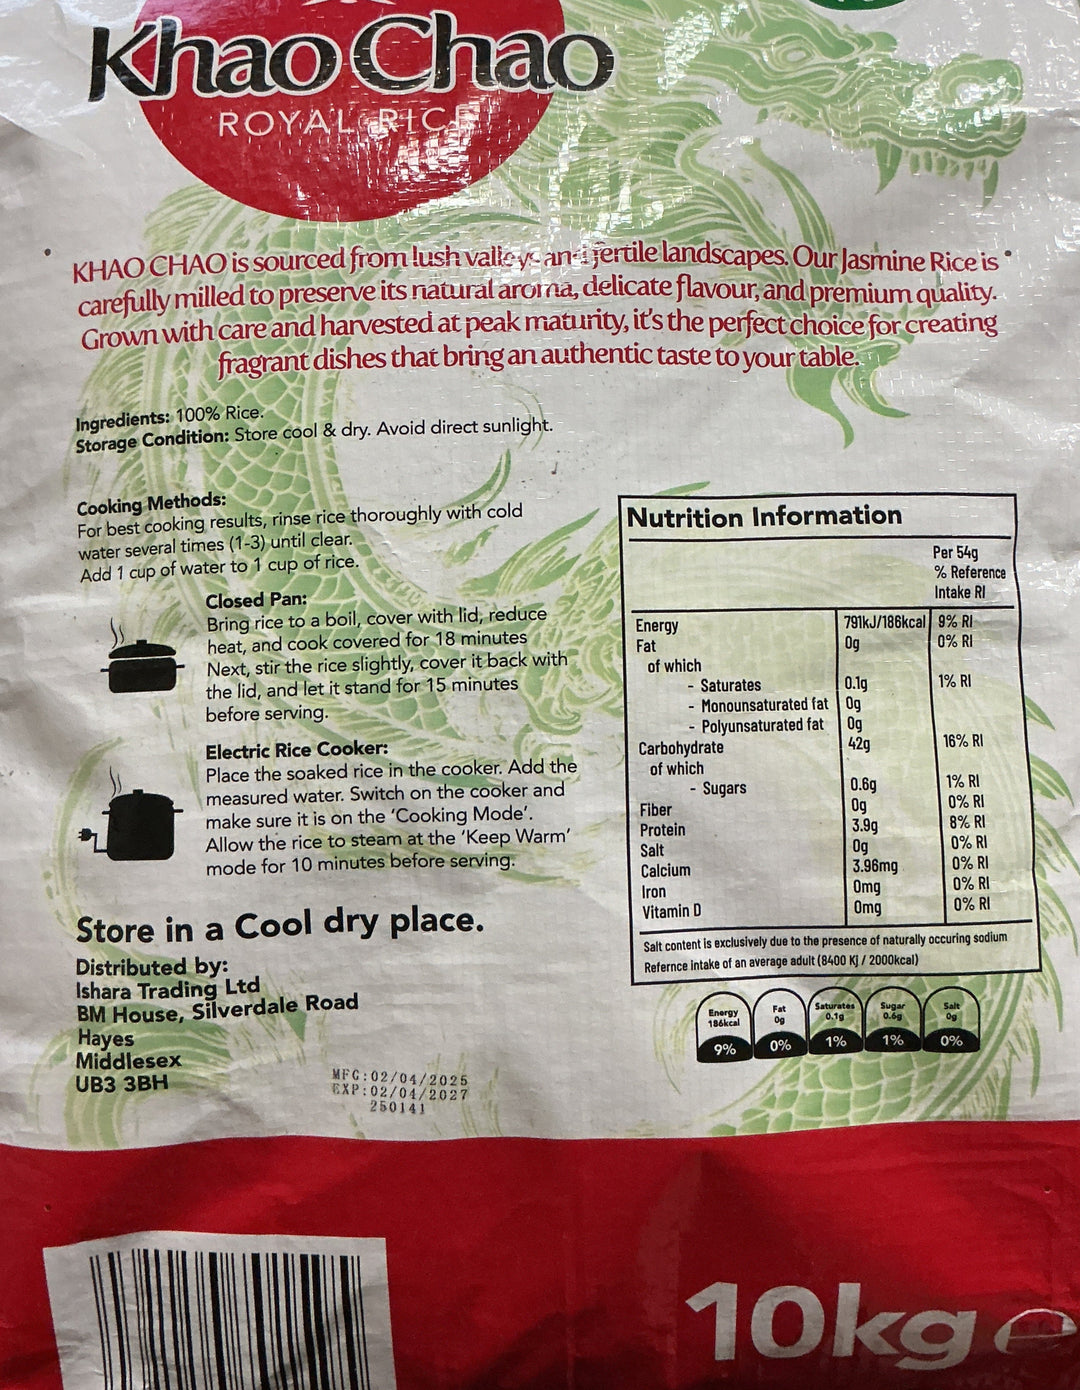 Khao Chao
ROYAL RICE
KHAO CHAO is sourced from lush valleys and fertile landscapes. Our Jasmine Rice is
carefully milled to preserve its natural aroma, delicate flavour, and premium quality.
Grown with care and harvested at peak maturity, it's the perfect choice for creating
fragrant dishes that bring an authentic taste to your table.
Ingredients: 100% Rice.
Storage Condition: Store cool & dry. Avoid direct sunlight.
Cooking Methods:
For best cooking results, rinse rice thoroughly with cold
water several times (1-3) until clear.
Add 1 cup of water to 1 cup of rice.
Closed Pan:
Bring rice to a boil, cover with lid, reduce
heat, and cook covered for 18 minutes
Next, stir the rice slightly, cover it back with
the lid, and let it stand for 15 minutes
before serving.
Electric Rice Cooker:
Place the soaked rice in the cooker. Add the
measured water. Switch on the cooker and
make sure it is on the 'Cooking Mode'.
Allow the rice to steam at the 'Keep Warm'
mode for 10 minutes before serving.
Store in a Cool dry place.
Distributed by:
Ishara Trading Ltd
BM House, Silverdale Road
Hayes
Middlesex
UB3 3BH
MFG:02/04/2025
EXP:02/04/2027
250141
Nutrition Information
Per 54g
% Reference
Intake RI
Energy 791kJ/186kcal 9% RI
Fat 0g 0% RI
of which
- Saturates 0.1g 1% RI
- Monounsaturated fat 0g
- Polyunsaturated fat 0g
Carbohydrate 42g 16% RI
of which
- Sugars 0.6g 1% RI
Fiber 0g 0% RI
Protein 3.9g 8% RI
Salt 0g 0% RI
Calcium 3.96mg 0% RI
Iron 0mg 0% RI
Vitamin D 0mg 0% RI
Salt content is exclusively due to the presence of naturally occuring sodium
Refernce intake of an average adult (8400 KJ / 2000kcal)
Energy 186kcal 9%
Fat 0g 0%
Saturates 0.1g 1%
Sugar 0.6g 1%
Salt 0g 0%
10kg e